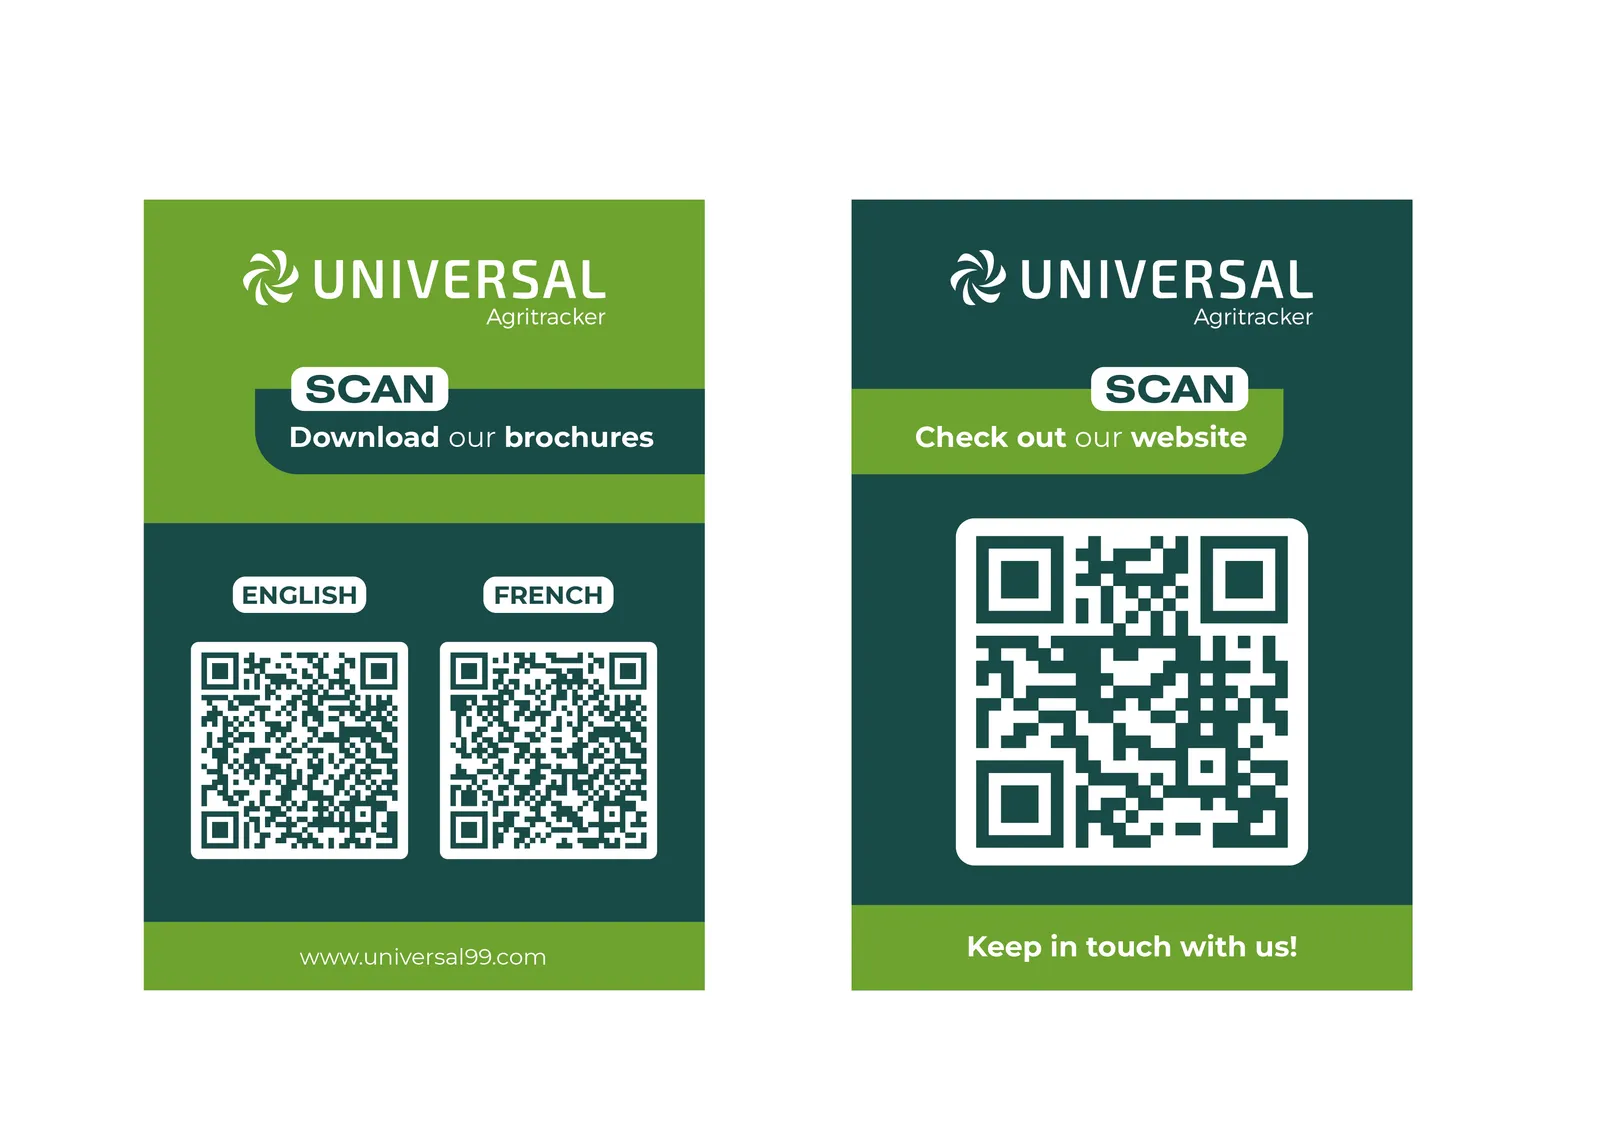 UNIVERSAL
Agritracker
SCAN
Download our brochures
ENGLISH
FRENCH
www.universal99.com
UNIVERSAL
Agritracker
SCAN
Check out our website
Keep in touch with us!